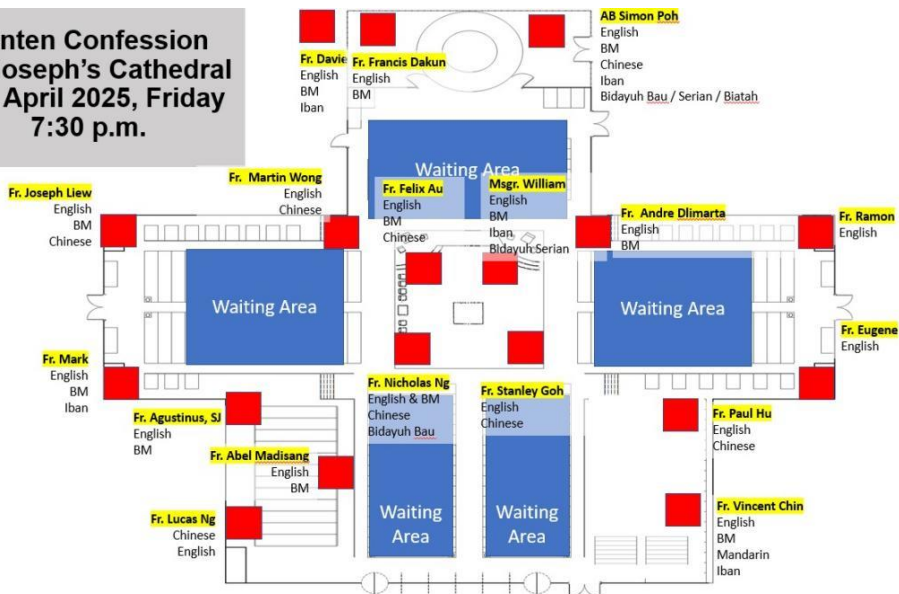 nten Confession
oseph's Cathedral
April 2025, Friday
7:30 p.m.
Fr. Davie
English
BM
Iban
Fr. Francis Dakun
English
BM
AB Simon Poh
English
BM
Chinese
Iban
Bidayuh Bau / Serian / Biatah
Waiting Area
Fr. Joseph Liew
English
BM
Chinese
Fr. Martin Wong
English
Chinese
Fr. Felix Au
English
BM
Chinese
Msgr. William
English
BM
Iban
Bidayuh Serian
Fr. Andre Dlimarta
English
BM
Fr. Ramon
English
Waiting Area
Waiting Area
Fr. Eugene
English
Fr. Mark
English
BM
Iban
Fr. Agustinus, SJ
English
BM
Fr. Nicholas Ng
English & BM
Chinese
Bidayuh Bau
Fr. Stanley Goh
English
Chinese
Fr. Paul Hu
English
Chinese
Fr. Abel Madisang
English
BM
Fr. Lucas Ng
Chinese
English
Waiting
Area
Waiting
Area
Fr. Vincent Chin
English
BM
Mandarin
Iban